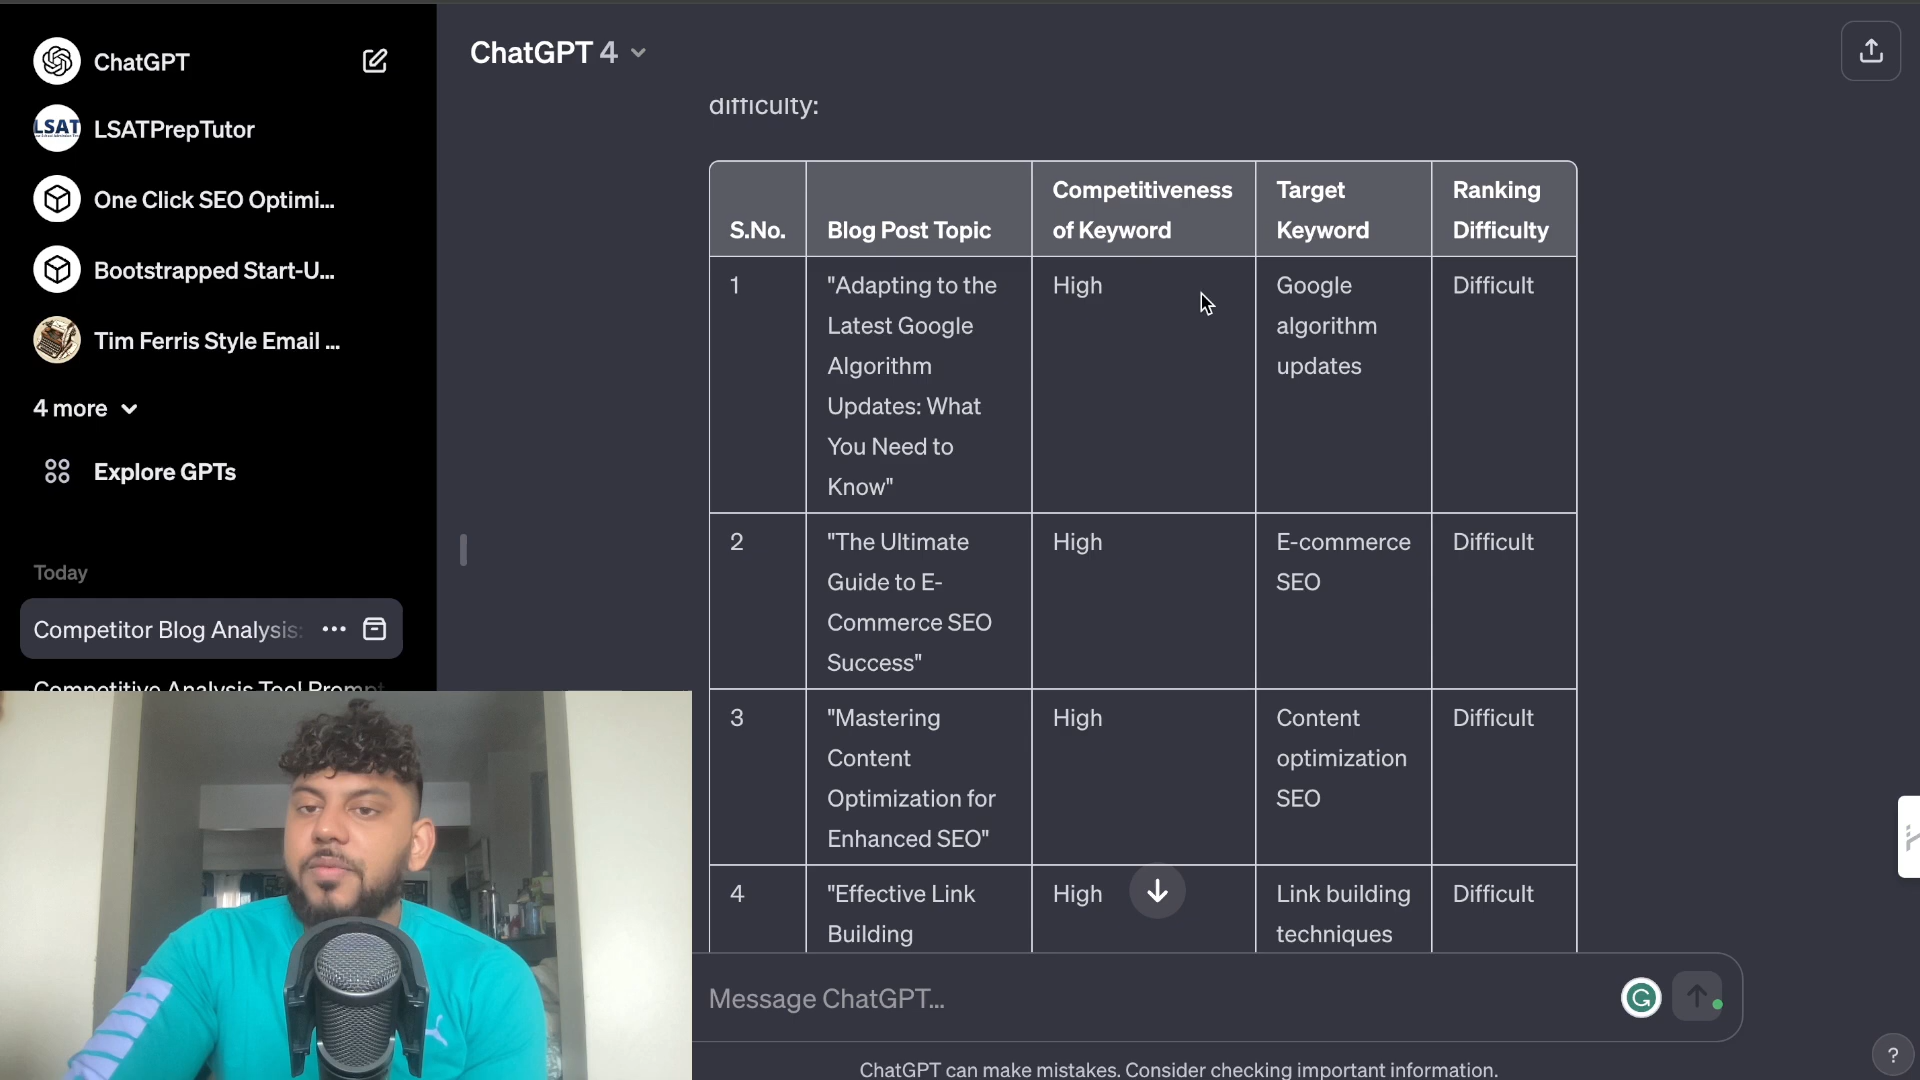 ChatGPT
LSAT
LSATPrepTutor
One Click SEO Optimi...
Bootstrapped Start-U...
Tim Ferris Style Email ...
4 more
Explore GPTs
Today
Competitor Blog Analysis:
Competitive Analysis Tool Prompt
ChatGPT 4
difficulty:
S.No.
Blog Post Topic
Competitiveness
of Keyword
Target
Keyword
Ranking
Difficulty
1
"Adapting to the
Latest Google
Algorithm
Updates: What
You Need to
Know"
High
Google
algorithm
updates
Difficult
2
"The Ultimate
Guide to E-
Commerce SEO
Success"
High
E-commerce
SEO
Difficult
3
"Mastering
Content
Optimization for
Enhanced SEO"
High
Content
optimization
SEO
Difficult
4
"Effective Link
Building
High
Link building
techniques
Difficult
Message ChatGPT...
G
ChatGPT can make mistakes. Consider checking important information.
?